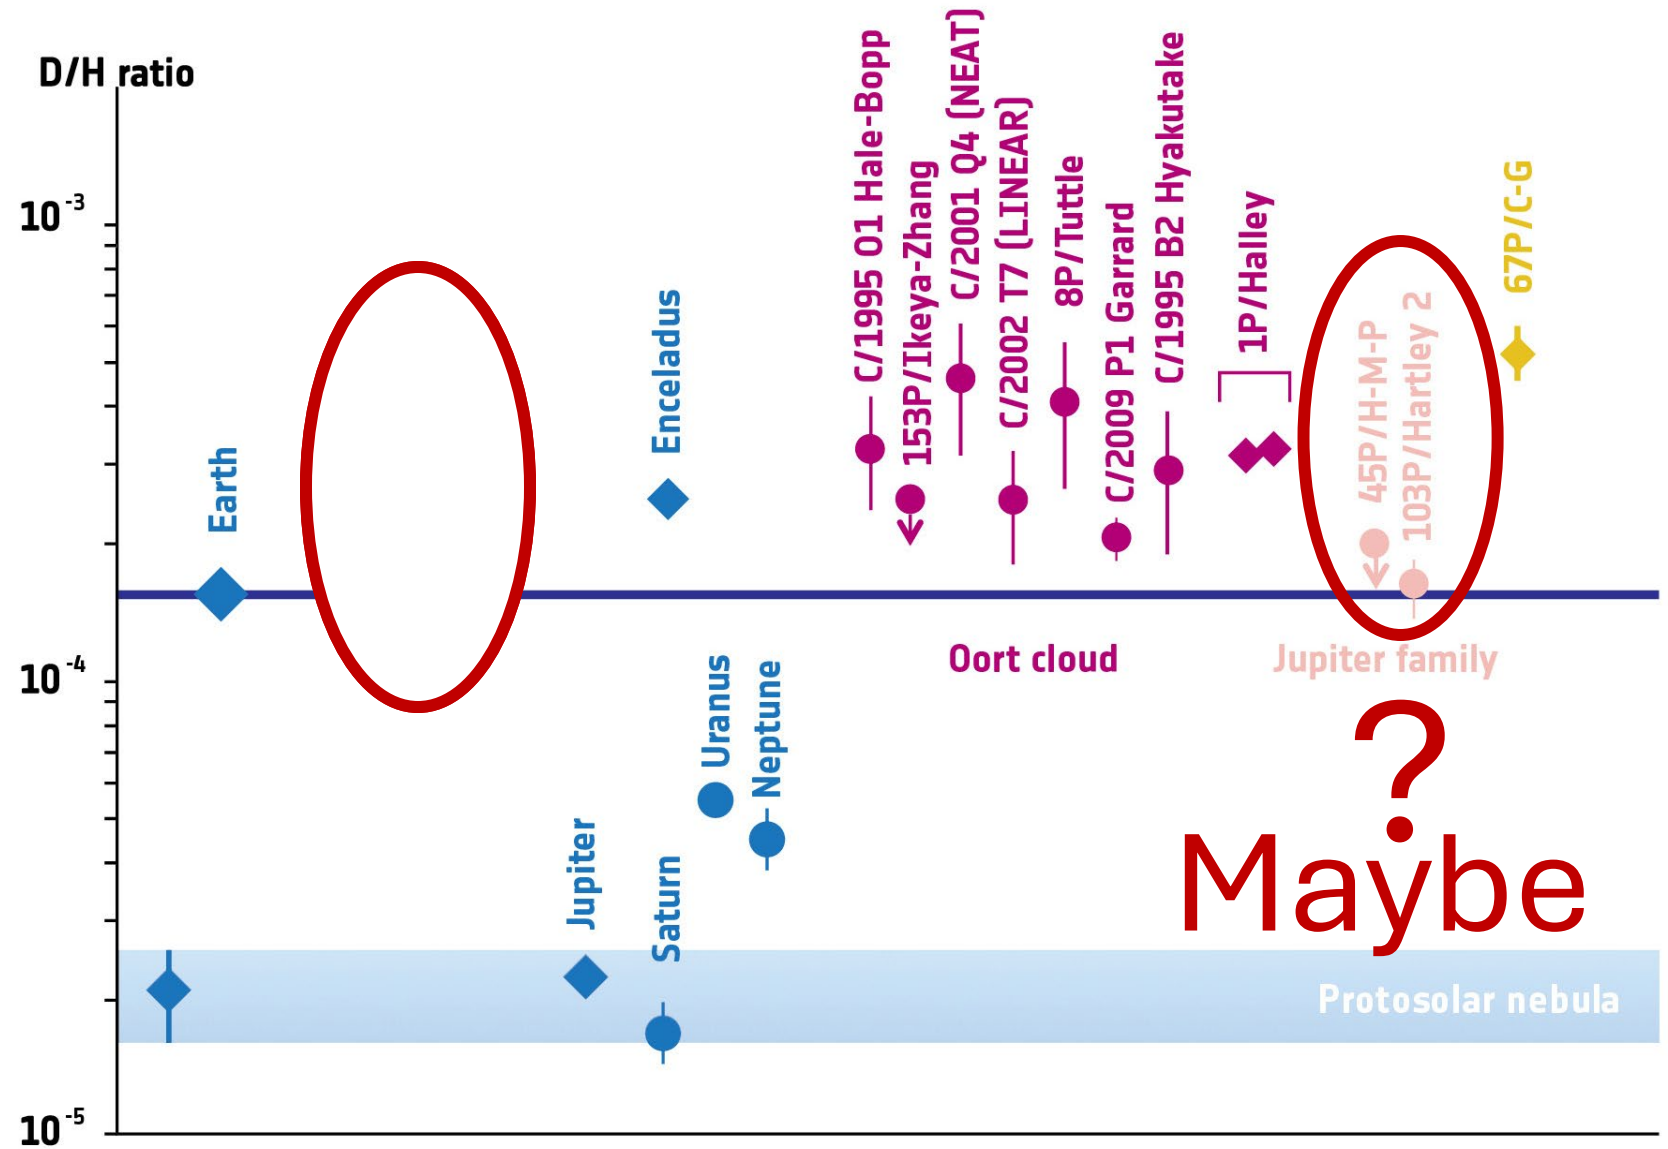 D/H ratio
10-3
10-4
10-5
Earth
Enceladus
Jupiter
Saturn
Uranus
Neptune
C/1995 O1 Hale-Bopp
153P/Ikeya-Zhang
C/2001 Q4 (NEAT)
C/2002 T7 (LINEAR)
8P/Tuttle
C/2009 P1 Garrard
C/1995 B2 Hyakutake
1P/Halley
45P/H-M-P
103P/Hartley 2
67P/C-G
Oort cloud
Jupiter family
?
Maybe
Protosolar nebula